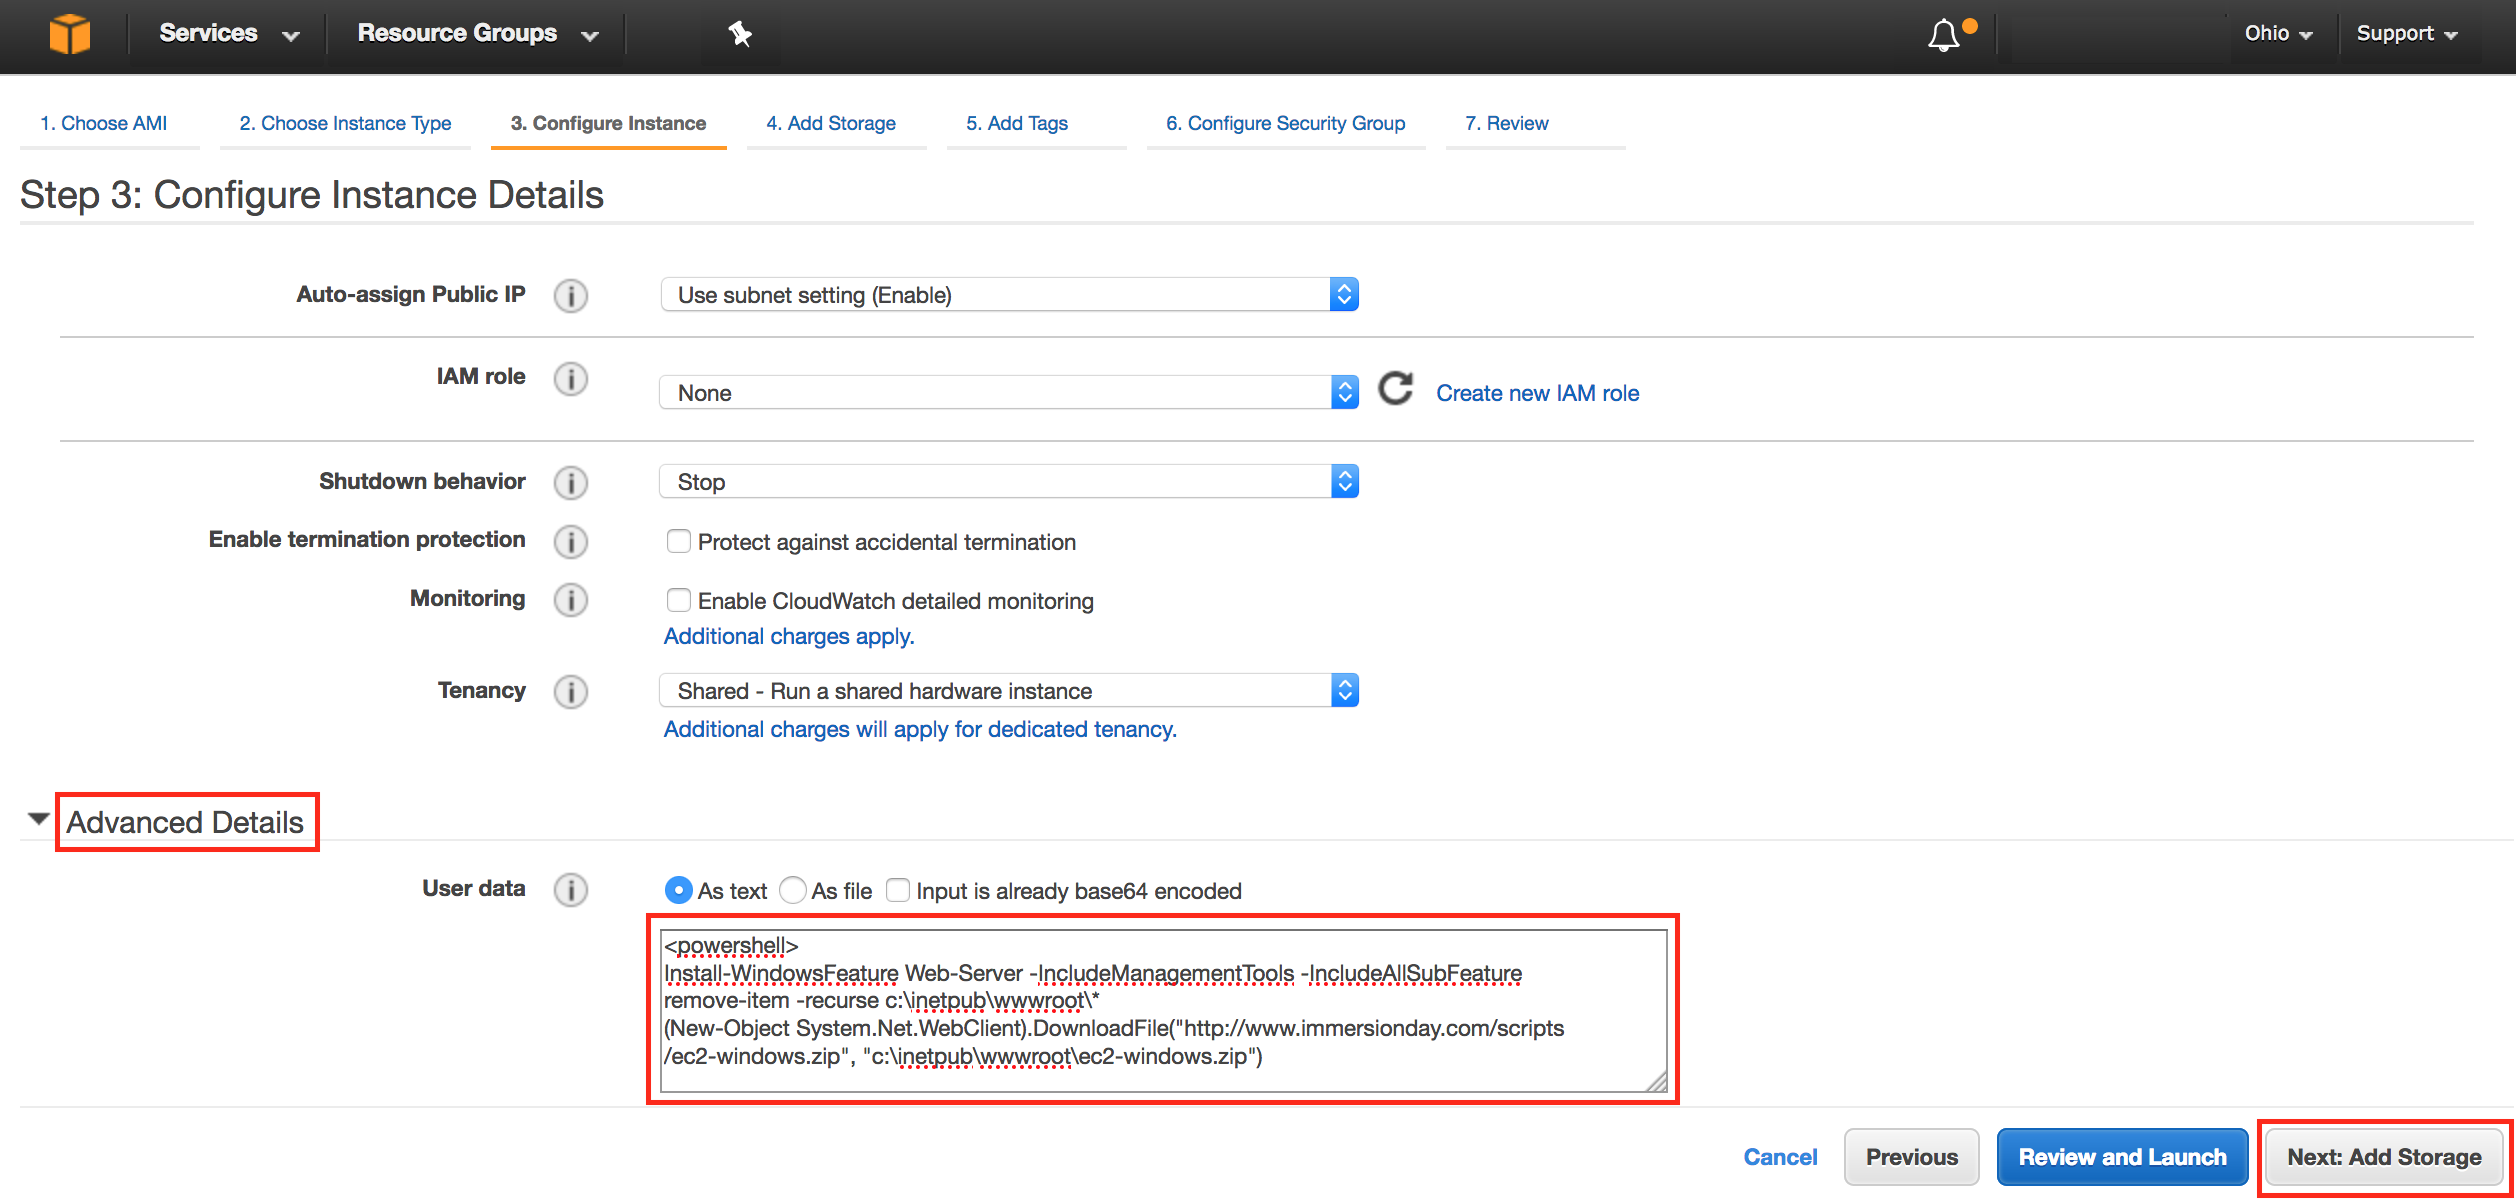 Services
Resource Groups
Ohio
Support
1. Choose AMI
2. Choose Instance Type
3. Configure Instance
4. Add Storage
5. Add Tags
6. Configure Security Group
7. Review
Step 3: Configure Instance Details
Auto-assign Public IP
Use subnet setting (Enable)
IAM role
None
Create new IAM role
Shutdown behavior
Stop
Enable termination protection
Protect against accidental termination
Monitoring
Enable CloudWatch detailed monitoring
Additional charges apply.
Tenancy
Shared - Run a shared hardware instance
Additional charges will apply for dedicated tenancy.
Advanced Details
User data
As text
As file
Input is already base64 encoded
<powershell>
Install-WindowsFeature Web-Server -IncludeManagementTools -IncludeAllSubFeature
remove-item -recurse c:\inetpub\wwwroot\*
(New-Object System.Net.WebClient).DownloadFile("http://www.immersionday.com/scripts
/ec2-windows.zip", "c:\inetpub\wwwroot\ec2-windows.zip")
Cancel
Previous
Review and Launch
Next: Add Storage